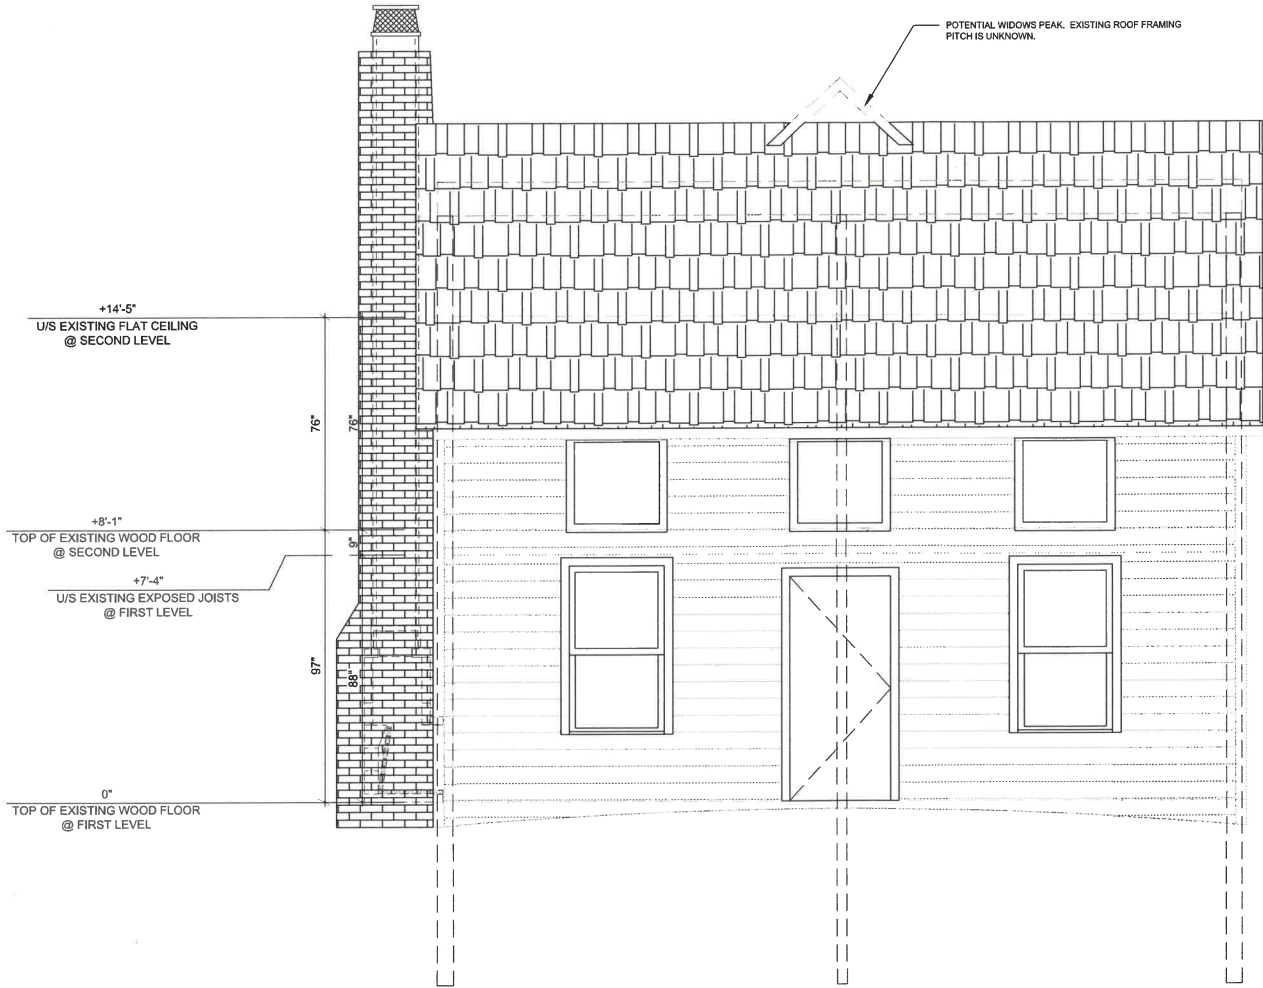 POTENTIAL WIDOWS PEAK. EXISTING ROOF FRAMING
PITCH IS UNKNOWN.
+14'-5"
U/S EXISTING FLAT CEILING
@ SECOND LEVEL
76"
76"
+8'-1"
TOP OF EXISTING WOOD FLOOR
@ SECOND LEVEL
9"
+7'-4"
U/S EXISTING EXPOSED JOISTS
@ FIRST LEVEL
97"
88"
0"
TOP OF EXISTING WOOD FLOOR
@ FIRST LEVEL